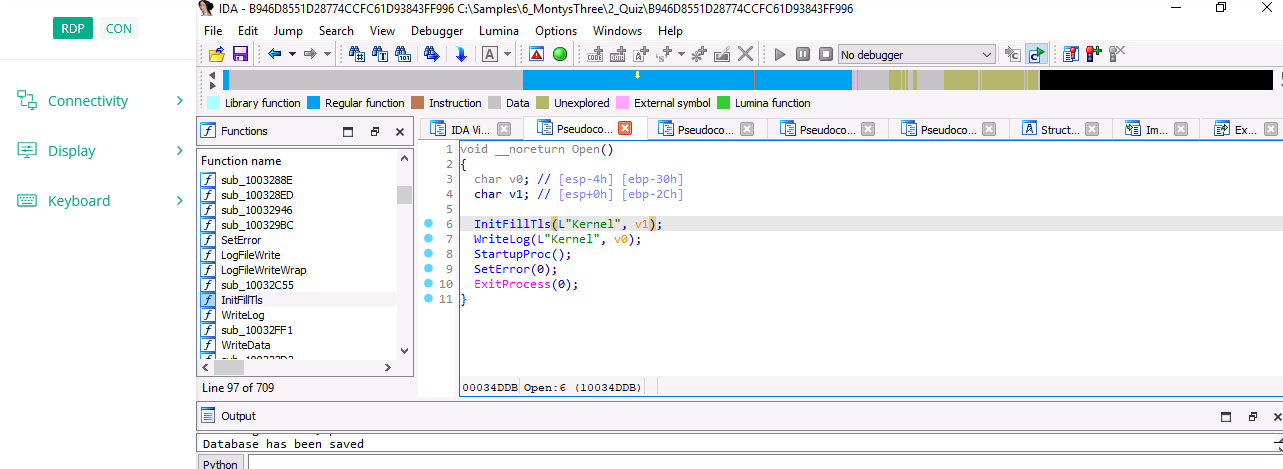 RDP CON
Connectivity
Display
Keyboard
IDA - B946D8551D28774CCFC61D93843FF996 C:\Samples\6_MontysThree\2_Quiz\B946D8551D28774CCFC61D93843FF996
File Edit Jump Search View Debugger Lumina Options Windows Help
No debugger
Library function Regular function Instruction Data Unexplored External symbol Lumina function
Functions
IDA Vi... Pseudoco... Pseudoco... Pseudoco... Pseudoco... Struct... Im... Ex...
Function name
sub_1003288E
sub_100328ED
sub_10032946
sub_100329BC
SetError
LogFileWrite
LogFileWriteWrap
sub_10032C55
InitFillTls
WriteLog
sub_10032FF1
WriteData
Line 97 of 709
1 void __noreturn Open()
2 {
3 char v0; // [esp-4h] [ebp-30h]
4 char v1; // [esp+0h] [ebp-2Ch]
5
6 InitFillTls(L"Kernel", v1);
7 WriteLog(L"Kernel", v0);
8 StartupProc();
9 SetError(0);
10 ExitProcess(0);
11 }
00034DDB Open:6 (10034DDB)
Output
Database has been saved
Python